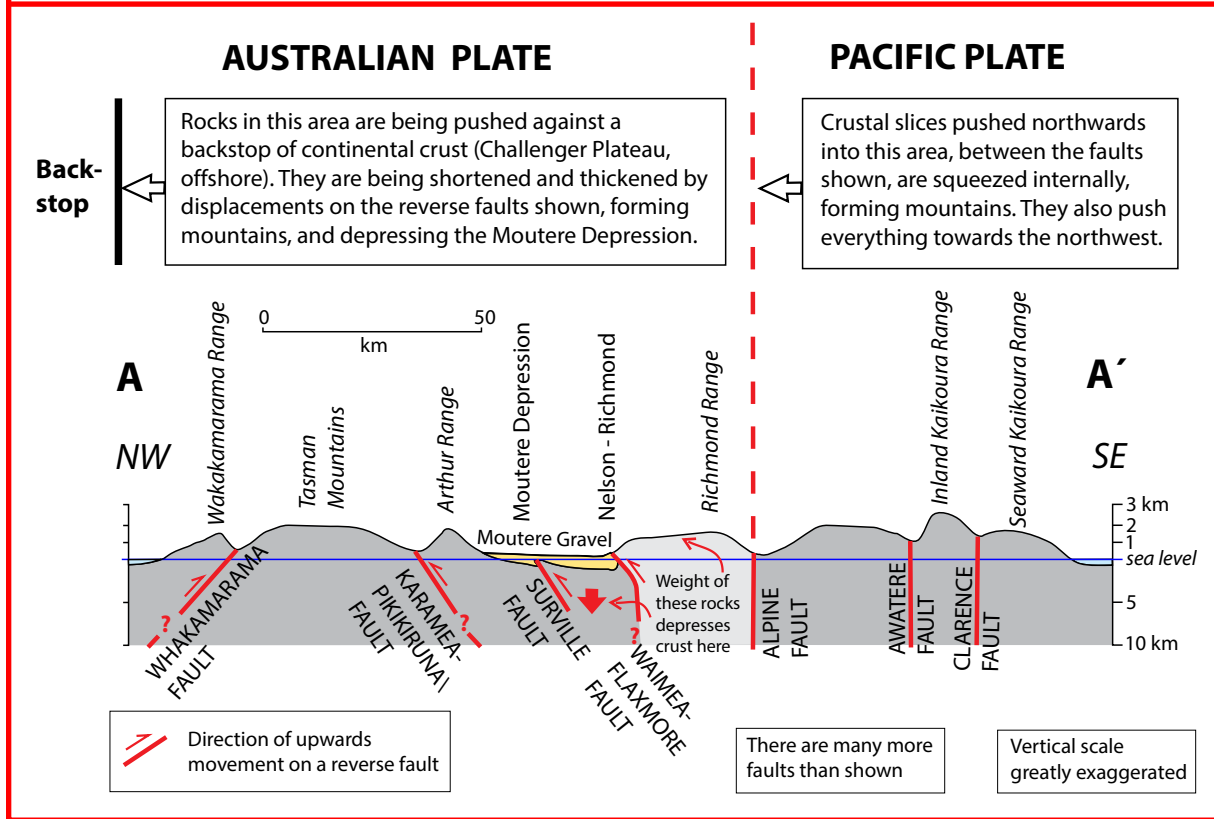 AUSTRALIAN PLATE
PACIFIC PLATE
Back-
stop
Rocks in this area are being pushed against a
backstop of continental crust (Challenger Plateau,
offshore). They are being shortened and thickened by
displacements on the reverse faults shown, forming
mountains, and depressing the Moutere Depression.
Crustal slices pushed northwards
into this area, between the faults
shown, are squeezed internally,
forming mountains. They also push
everything towards the northwest.
0
50
km
A
NW
A´
SE
Wakakamarama Range
Tasman
Mountains
Arthur Range
Moutere Depression
Nelson - Richmond
Richmond Range
Inland Kaikoura Range
Seaward Kaikoura Range
Moutere Gravel
3 km
2
1
sea level
5
10 km
Weight of
these rocks
depresses
crust here
?
WHAKAMARAMA
FAULT
KARAMEA-
PIKIKIRUNA\
FAULT
?
SURVILLE
FAULT
?
WAIMEA-
FLAXMORE
FAULT
ALPINE
FAULT
AWATERE
FAULT
CLARENCE
FAULT
Direction of upwards
movement on a reverse fault
There are many more
faults than shown
Vertical scale
greatly exaggerated